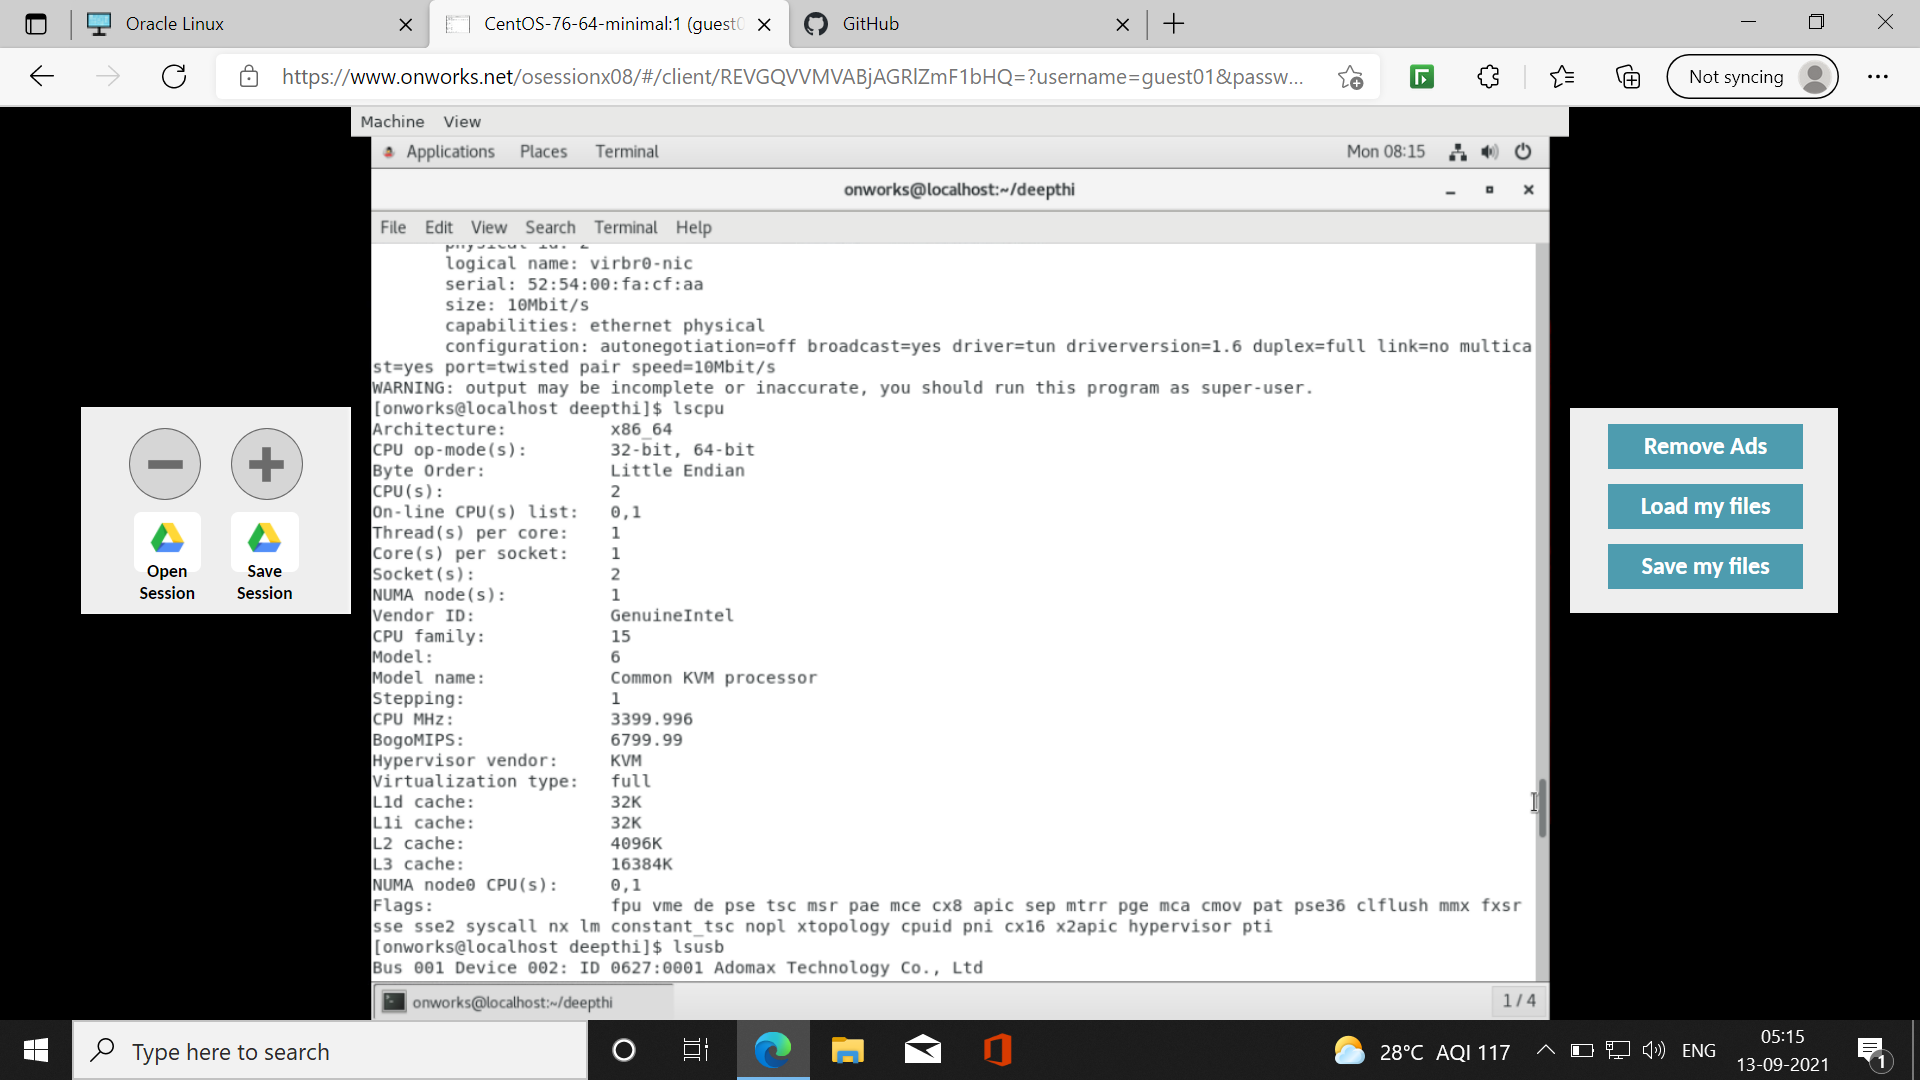 Oracle Linux
CentOS-76-64-minimal:1 (guest0
GitHub
https://www.onworks.net/osessionx08/#/client/REVGQVVMVABjAGRlZmF1bHQ=?username=guest01&passw...
Not syncing
Machine View
Applications Places Terminal
Mon 08:15
onworks@localhost:~/deepthi
File Edit View Search Terminal Help
physical id: 2
logical name: virbr0-nic
serial: 52:54:00:fa:cf:aa
size: 10Mbit/s
capabilities: ethernet physical
configuration: autonegotiation=off broadcast=yes driver=tun driverversion=1.6 duplex=full link=no multica
st=yes port=twisted pair speed=10Mbit/s
WARNING: output may be incomplete or inaccurate, you should run this program as super-user.
[onworks@localhost deepthi]$ lscpu
Architecture: x86_64
CPU op-mode(s): 32-bit, 64-bit
Byte Order: Little Endian
CPU(s): 2
On-line CPU(s) list: 0,1
Thread(s) per core: 1
Core(s) per socket: 1
Socket(s): 2
NUMA node(s): 1
Vendor ID: GenuineIntel
CPU family: 15
Model: 6
Model name: Common KVM processor
Stepping: 1
CPU MHz: 3399.996
BogoMIPS: 6799.99
Hypervisor vendor: KVM
Virtualization type: full
L1d cache: 32K
L1i cache: 32K
L2 cache: 4096K
L3 cache: 16384K
NUMA node0 CPU(s): 0,1
Flags: fpu vme de pse tsc msr pae mce cx8 apic sep mtrr pge mca cmov pat pse36 clflush mmx fxsr
sse sse2 syscall nx lm constant_tsc nopl xtopology cpuid pni cx16 x2apic hypervisor pti
[onworks@localhost deepthi]$ lsusb
Bus 001 Device 002: ID 0627:0001 Adomax Technology Co., Ltd
onworks@localhost:~/deepthi
1 / 4
Open
Session
Save
Session
Remove Ads
Load my files
Save my files
Type here to search
28°C AQI 117
ENG
05:15
13-09-2021
1